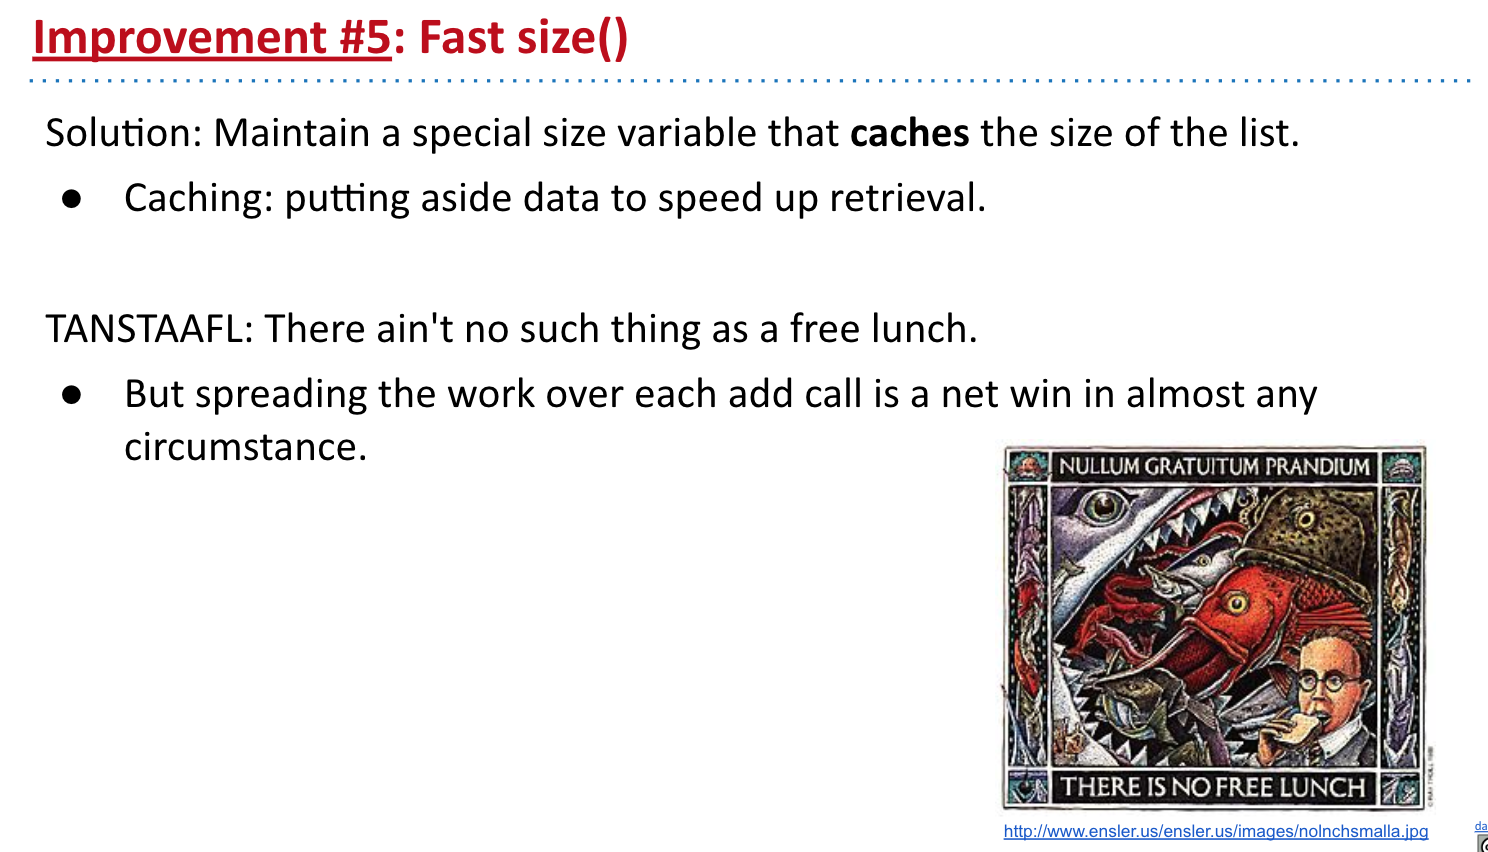 Improvement #5: Fast size()
Solution: Maintain a special size variable that caches the size of the list.
● Caching: putting aside data to speed up retrieval.
TANSTAAFL: There ain't no such thing as a free lunch.
● But spreading the work over each add call is a net win in almost any
circumstance.
NULLUM GRATUITUM PRANDIUM
THERE IS NO FREE LUNCH
http://www.ensler.us/ensler.us/images/nolnchsmalla.jpg
da